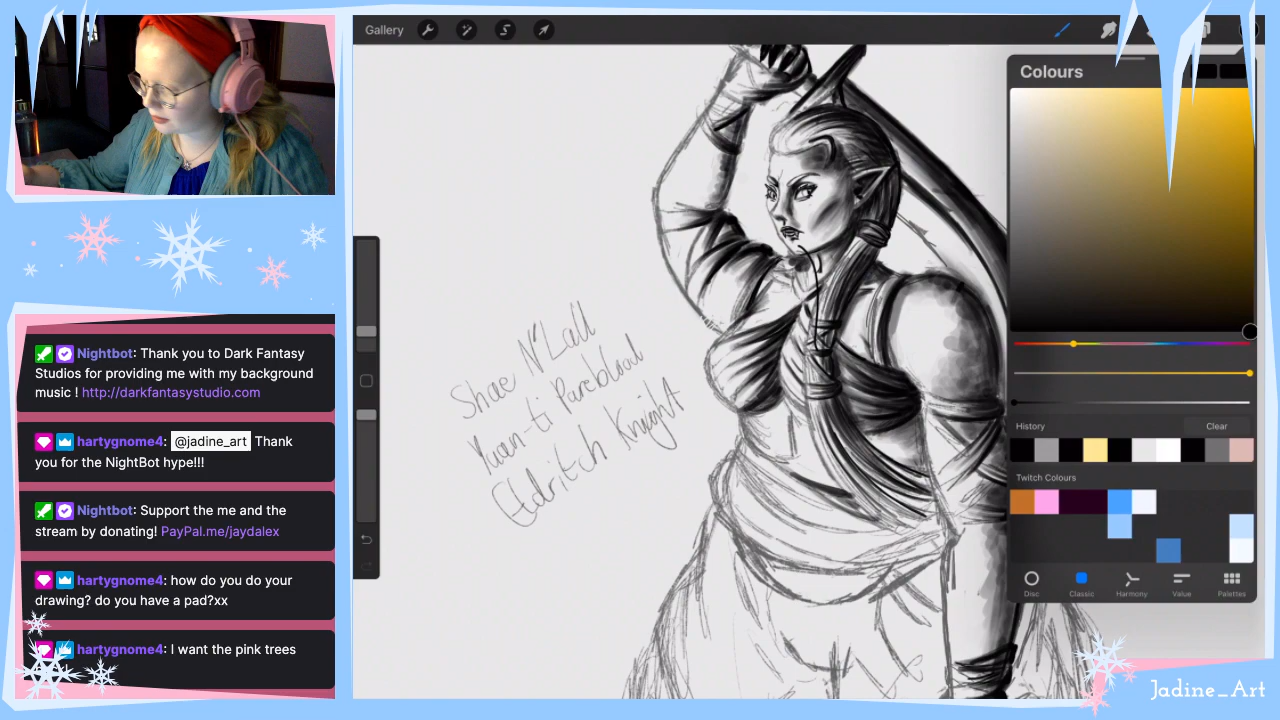 Gallery
Colours
Nightbot: Thank you to Dark Fantasy
Studios for providing me with my background
music ! http://darkfantasystudio.com
hartygnome4: @jadine_art Thank
you for the NightBot hype!!!
Nightbot: Support the me and the
stream by donating! PayPal.me/jaydalex
hartygnome4: how do you do your
drawing? do you have a pad?xx
hartygnome4: I want the pink trees
Shae N'Lall
Yuan-ti Pureblood
Eldritch Knight
History
Clear
Twitch Colours
Disc
Classic
Harmony
Value
Palettes
Jadine_Art